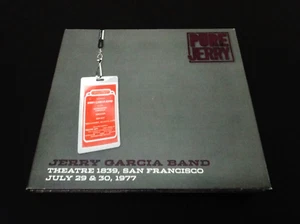 PURE
JERRY
JERRY GARCIA BAND
THEATRE 1839, SAN FRANCISCO
JULY 29 & 30, 1977